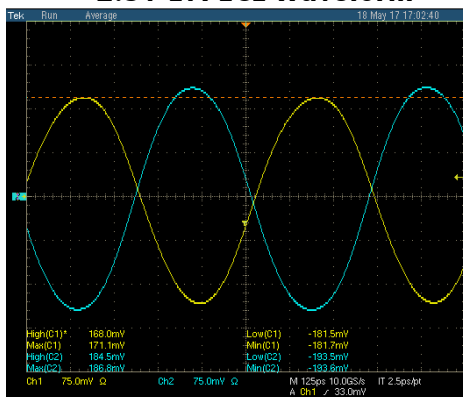 Tek Run Average 18 May 17 17:02:40
High(C1)* 168.0mV Low(C1) -181.5mV
Max(C1) 171.1mV Min(C1) -181.7mV
High(C2) 184.5mV Low(C2) -193.5mV
Max(C2) 186.8mV Min(C2) -193.6mV
Ch1 75.0mV Ω Ch2 75.0mV Ω M 125ps 10.0GS/s IT 2.5ps/pt
A Ch1 / 33.0mV